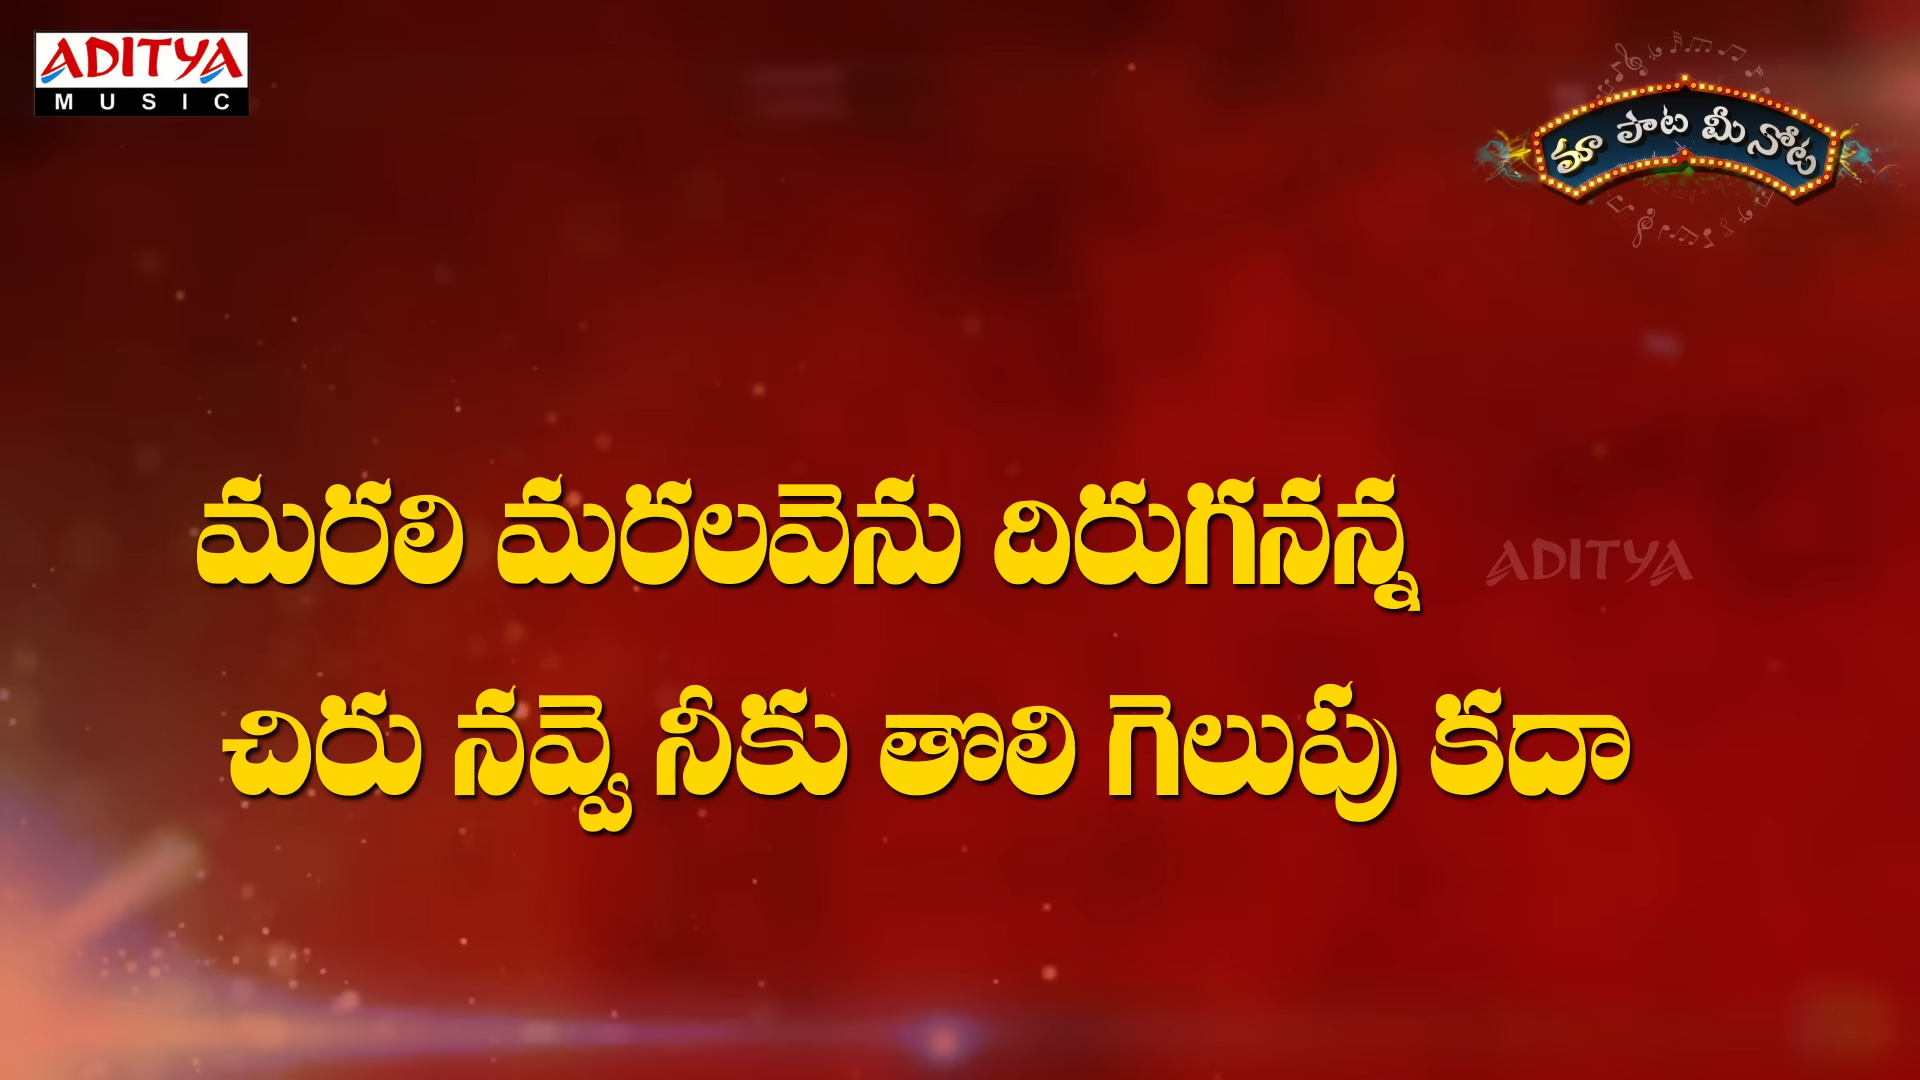 ADITYA
MUSIC
మా పాట మీ నోట
మరలి మరలవెను దిరుగనన్న
ADITYA
చిరు నవ్వె నీకు తొలి గెలుపు కదా